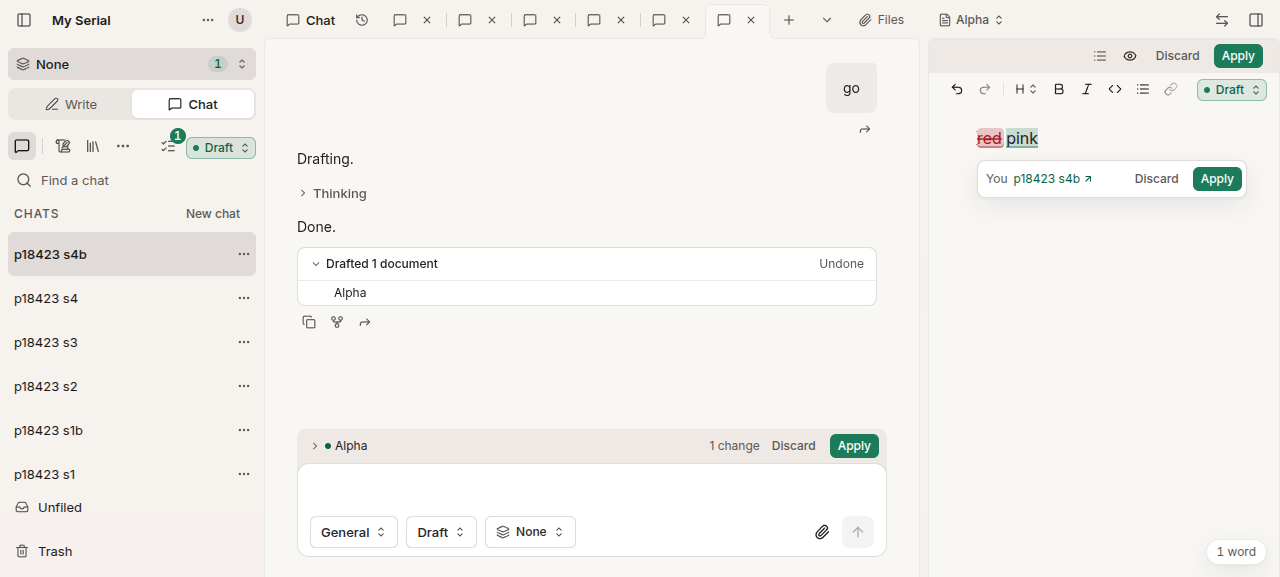 My Serial
U
None
1
Write
Chat
1
Draft
Find a chat
CHATS
New chat
p18423 s4b
p18423 s4
p18423 s3
p18423 s2
p18423 s1b
p18423 s1
Unfiled
Trash
Chat
Files
go
Drafting.
Thinking
Done.
Drafted 1 document
Undone
Alpha
Alpha
1 change
Discard
Apply
General
Draft
None
Alpha
Discard
Apply
H
B
I
Draft
red pink
You p18423 s4b
Discard
Apply
1 word